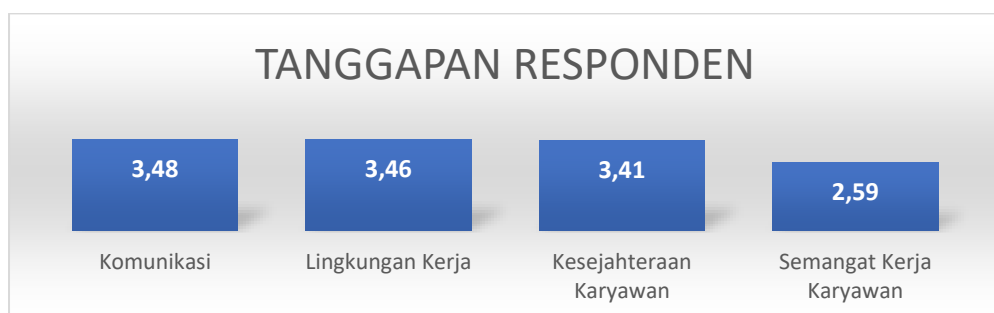 TANGGAPAN RESPONDEN
3,48
3,46
3,41
2,59
Komunikasi
Lingkungan Kerja
Kesejahteraan
Karyawan
Semangat Kerja
Karyawan